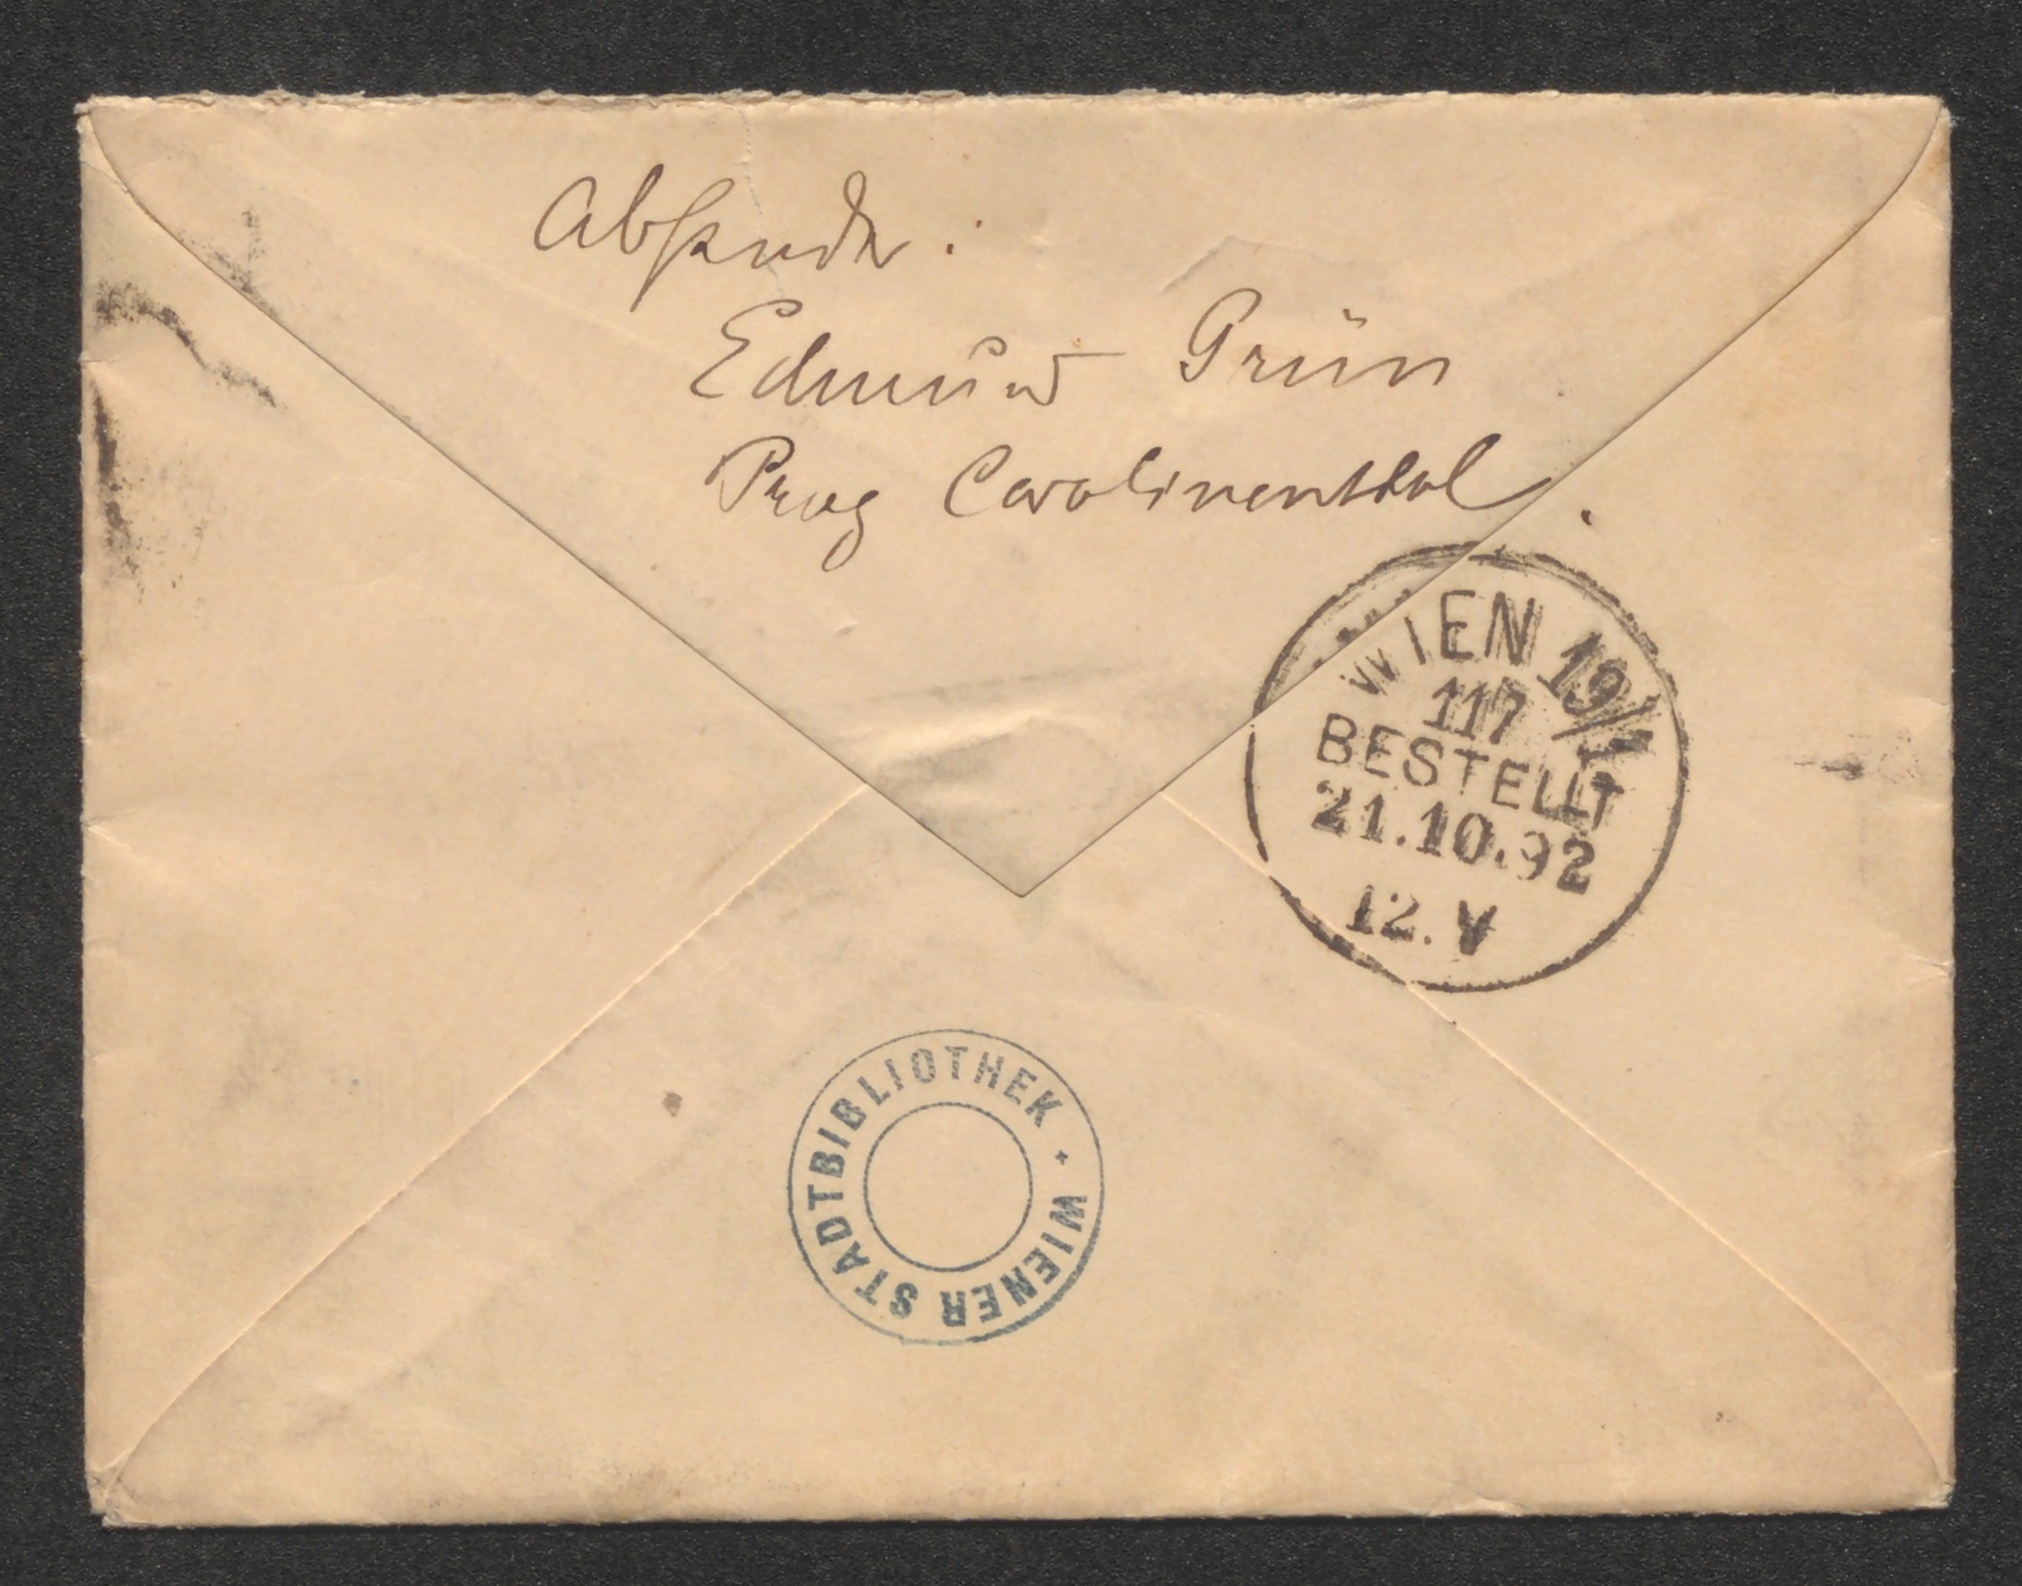 Absender:
Edmund Grün
Prag Carolinenthal.
WIEN 19/1
117
BESTELLT
21.10.92
12.V
WIENER STADTBIBLIOTHEK +